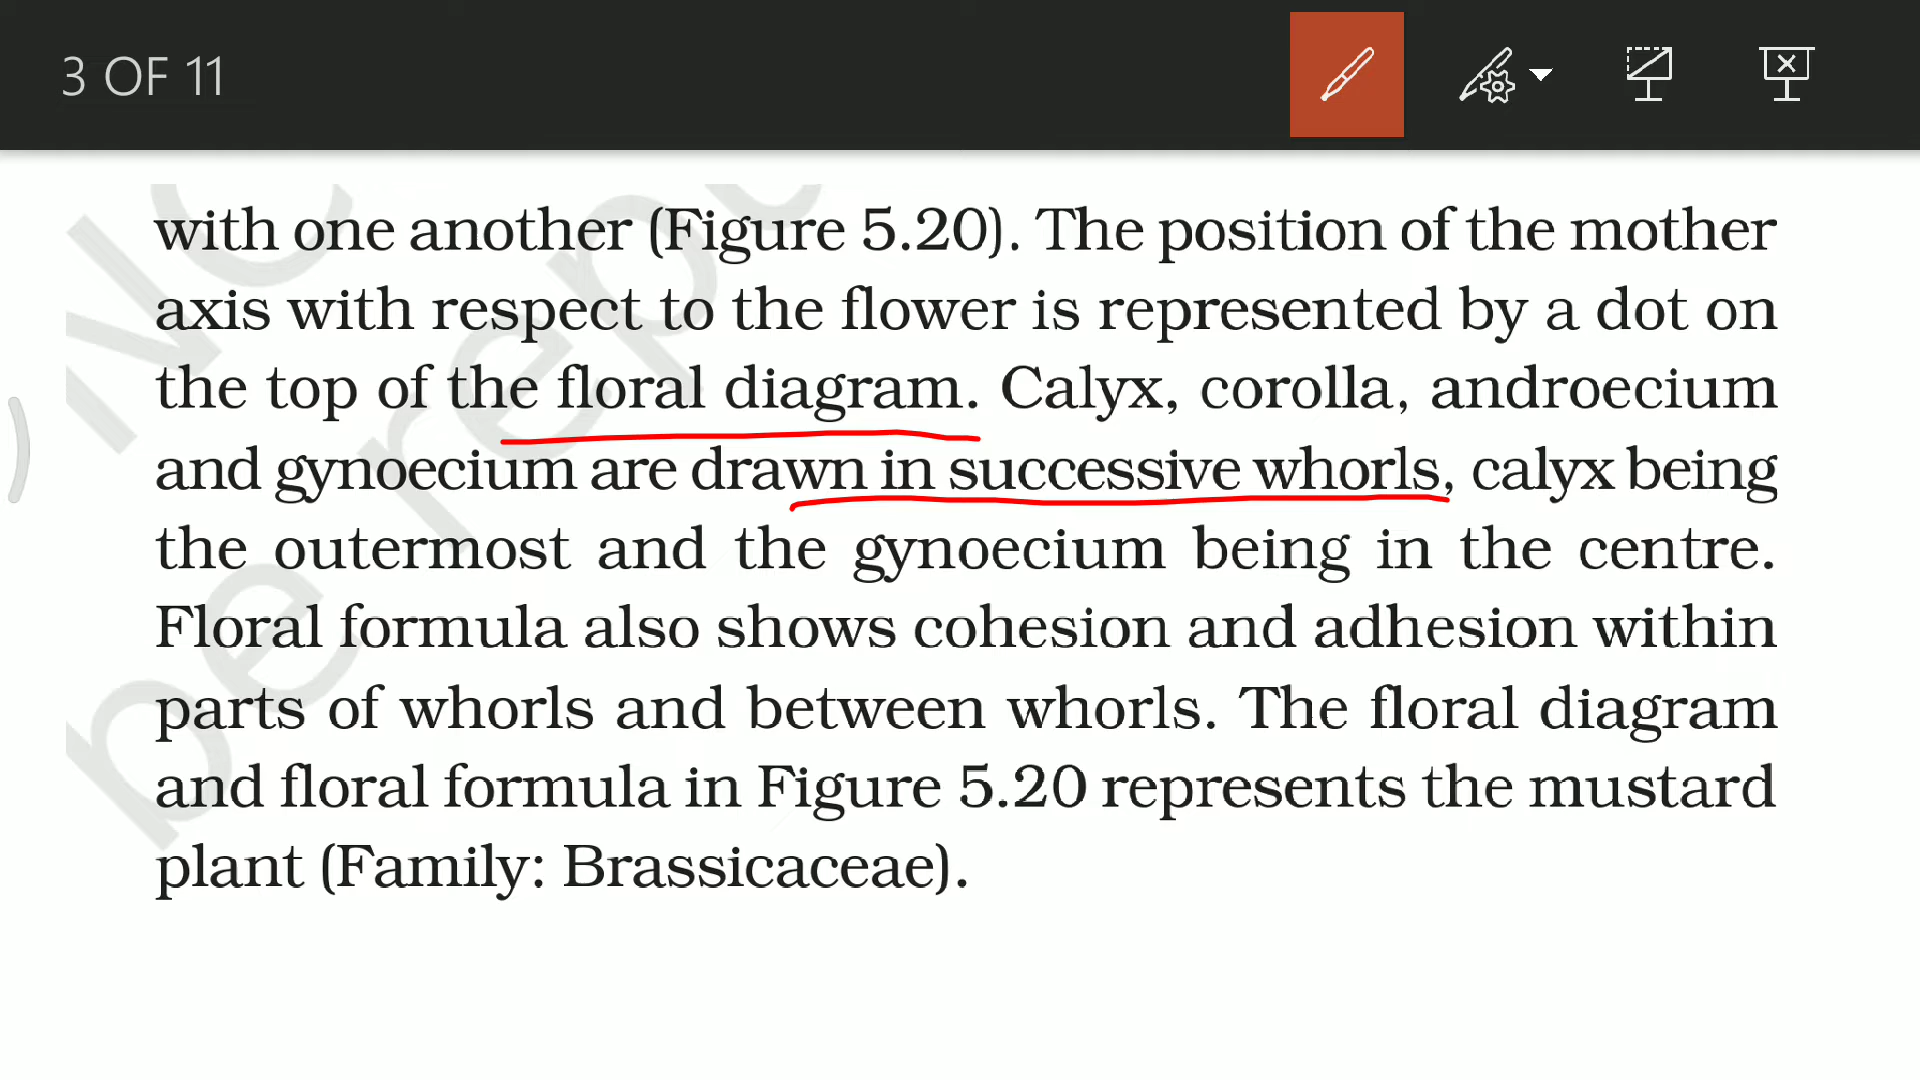 3 OF 11
with one another (Figure 5.20). The position of the mother
axis with respect to the flower is represented by a dot on
the top of the floral diagram. Calyx, corolla, androecium
and gynoecium are drawn in successive whorls, calyx being
the outermost and the gynoecium being in the centre.
Floral formula also shows cohesion and adhesion within
parts of whorls and between whorls. The floral diagram
and floral formula in Figure 5.20 represents the mustard
plant (Family: Brassicaceae).